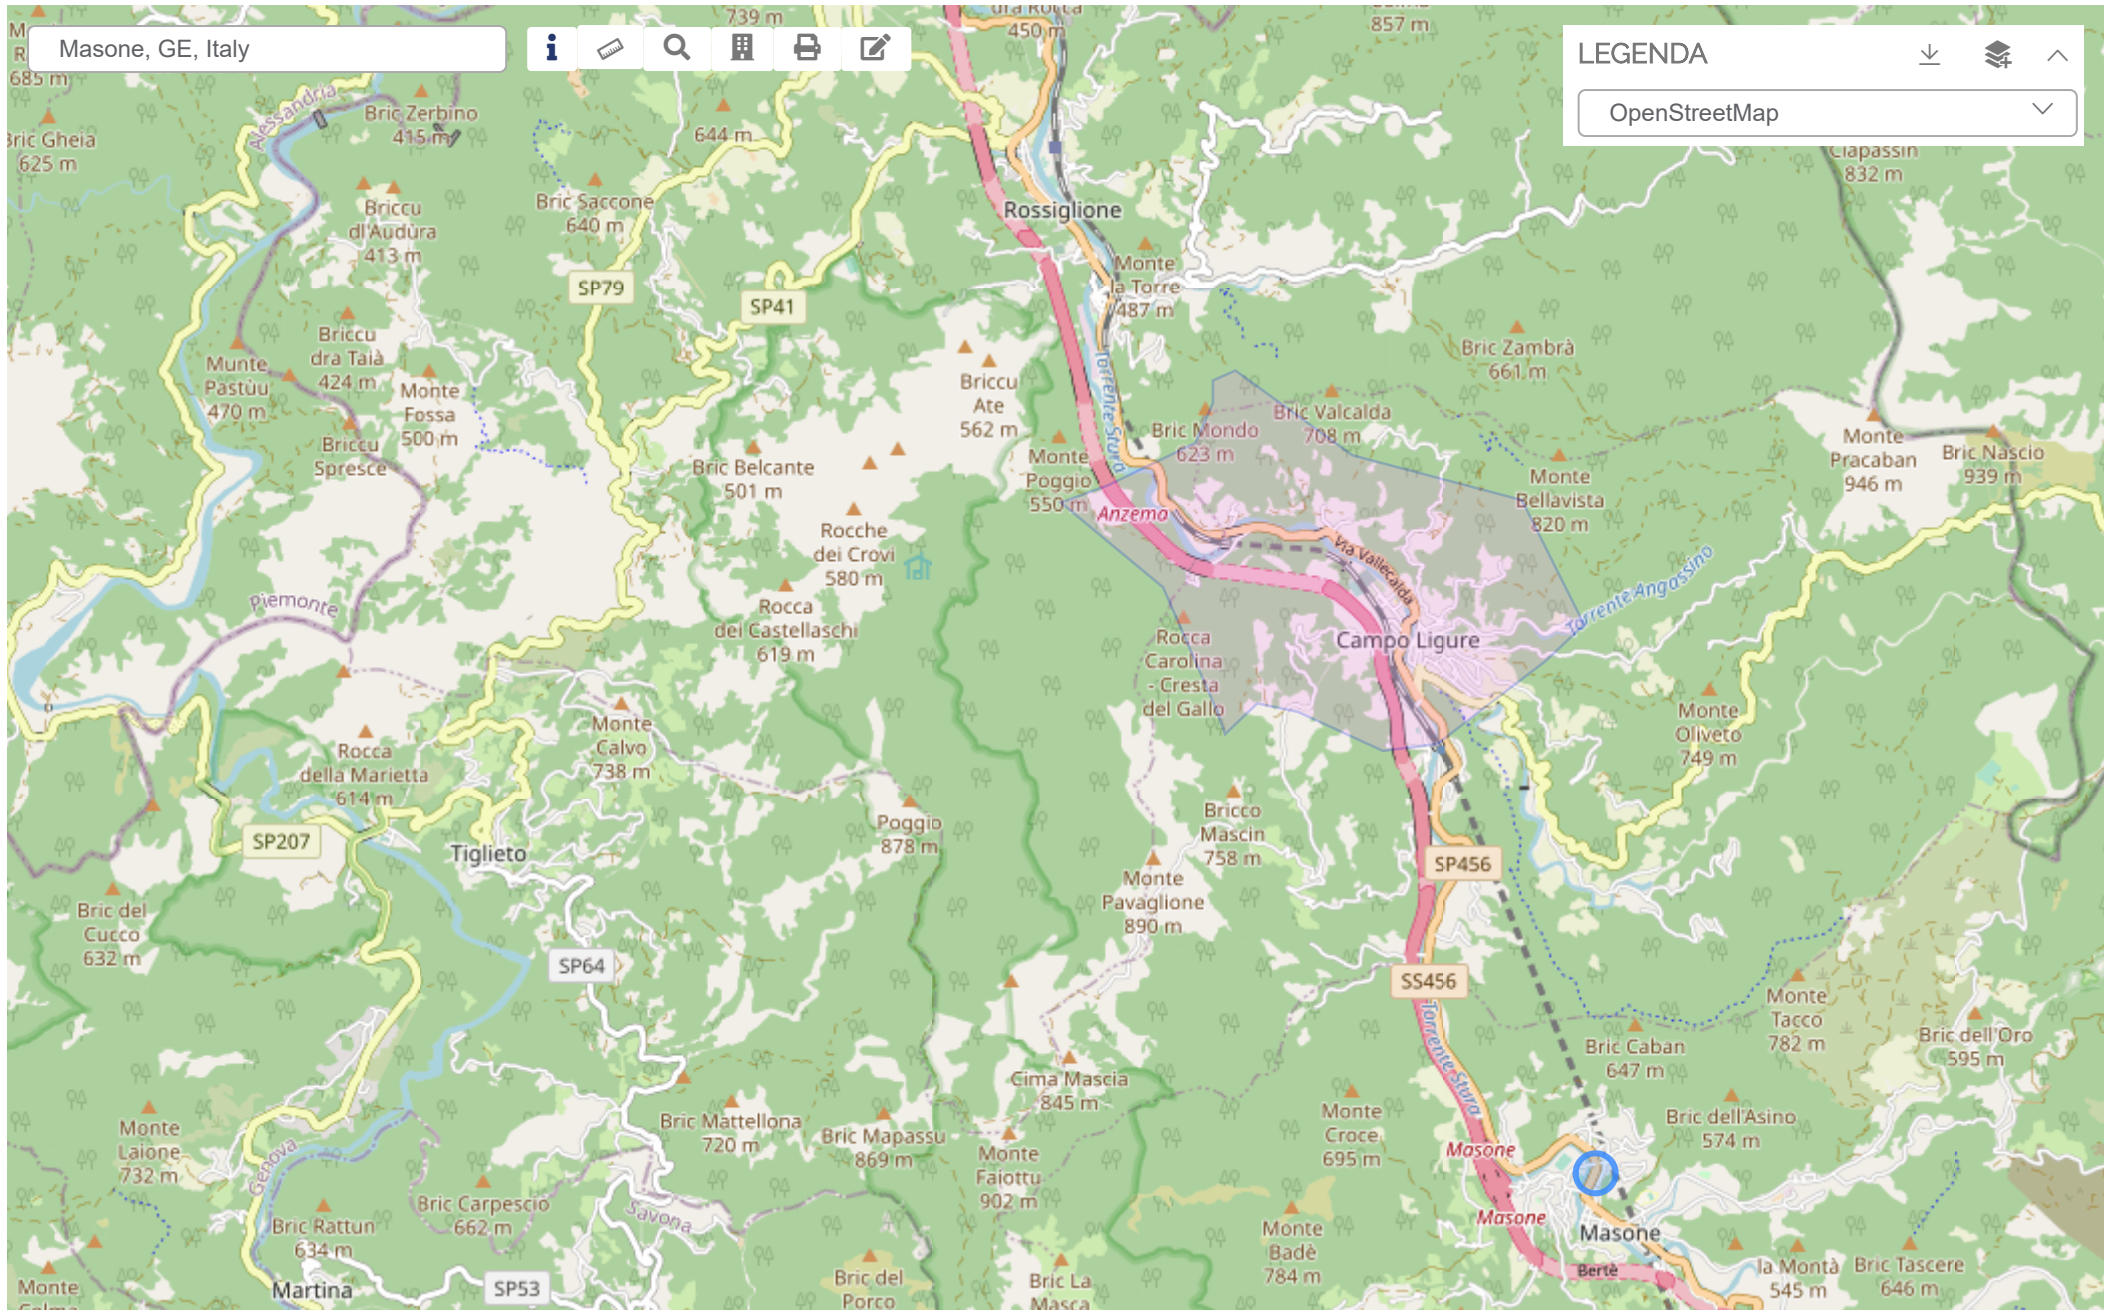 739 m
dra Rocca
450 m
857 m
Masone, GE, Italy
LEGENDA
OpenStreetMap
685 m
Alessandria
Bric Zerbino
415 m
Bric Gheia
625 m
644 m
Ciapassin
832 m
Bric Saccone
640 m
Briccu
dl'Audura
413 m
Rossiglione
Monte
la Torre
487 m
SP79
SP41
Briccu
dra Taià
424 m
Munte
Pastùu
470 m
Monte
Fossa
500 m
Briccu
Spresce
Briccu
Ate
562 m
Torrente Stura
Bric Zambrà
661 m
Bric Valcalda
708 m
Bric Mondo
623 m
Monte
Pracaban
946 m
Bric Nascio
939 m
Bric Belcante
501 m
Monte
Poggio
550 m
Anzema
Monte
Bellavista
820 m
Rocche
dei Crovi
580 m
Via Vallecalda
Torrente Angassino
Piemonte
Rocca
dei Castellaschi
619 m
Rocca
Carolina
- Cresta
del Gallo
Campo Ligure
Monte
Calvo
738 m
Monte
Oliveto
749 m
Rocca
della Marietta
614 m
Bricco
Mascin
758 m
Poggio
878 m
SP207
Tiglieto
SP456
Monte
Pavaglione
890 m
Bric del
Cucco
632 m
SP64
SS456
Monte
Tacco
782 m
Bric dell'Oro
595 m
Torrente Stura
Bric Caban
647 m
Cima Mascia
845 m
Monte
Croce
695 m
Bric dell'Asino
574 m
Monte
Laione
732 m
Bric Mattellona
720 m
Bric Mapassu
869 m
Monte
Faiottu
902 m
Masone
Genova
Bric Rattun
634 m
Bric Carpescio
662 m
Savona
Masone
Masone
Monte
Badè
784 m
Bertè
la Montà
545 m
Bric Tascere
646 m
Monte
Martina
SP53
Bric del
Porco
Bric La
Masca